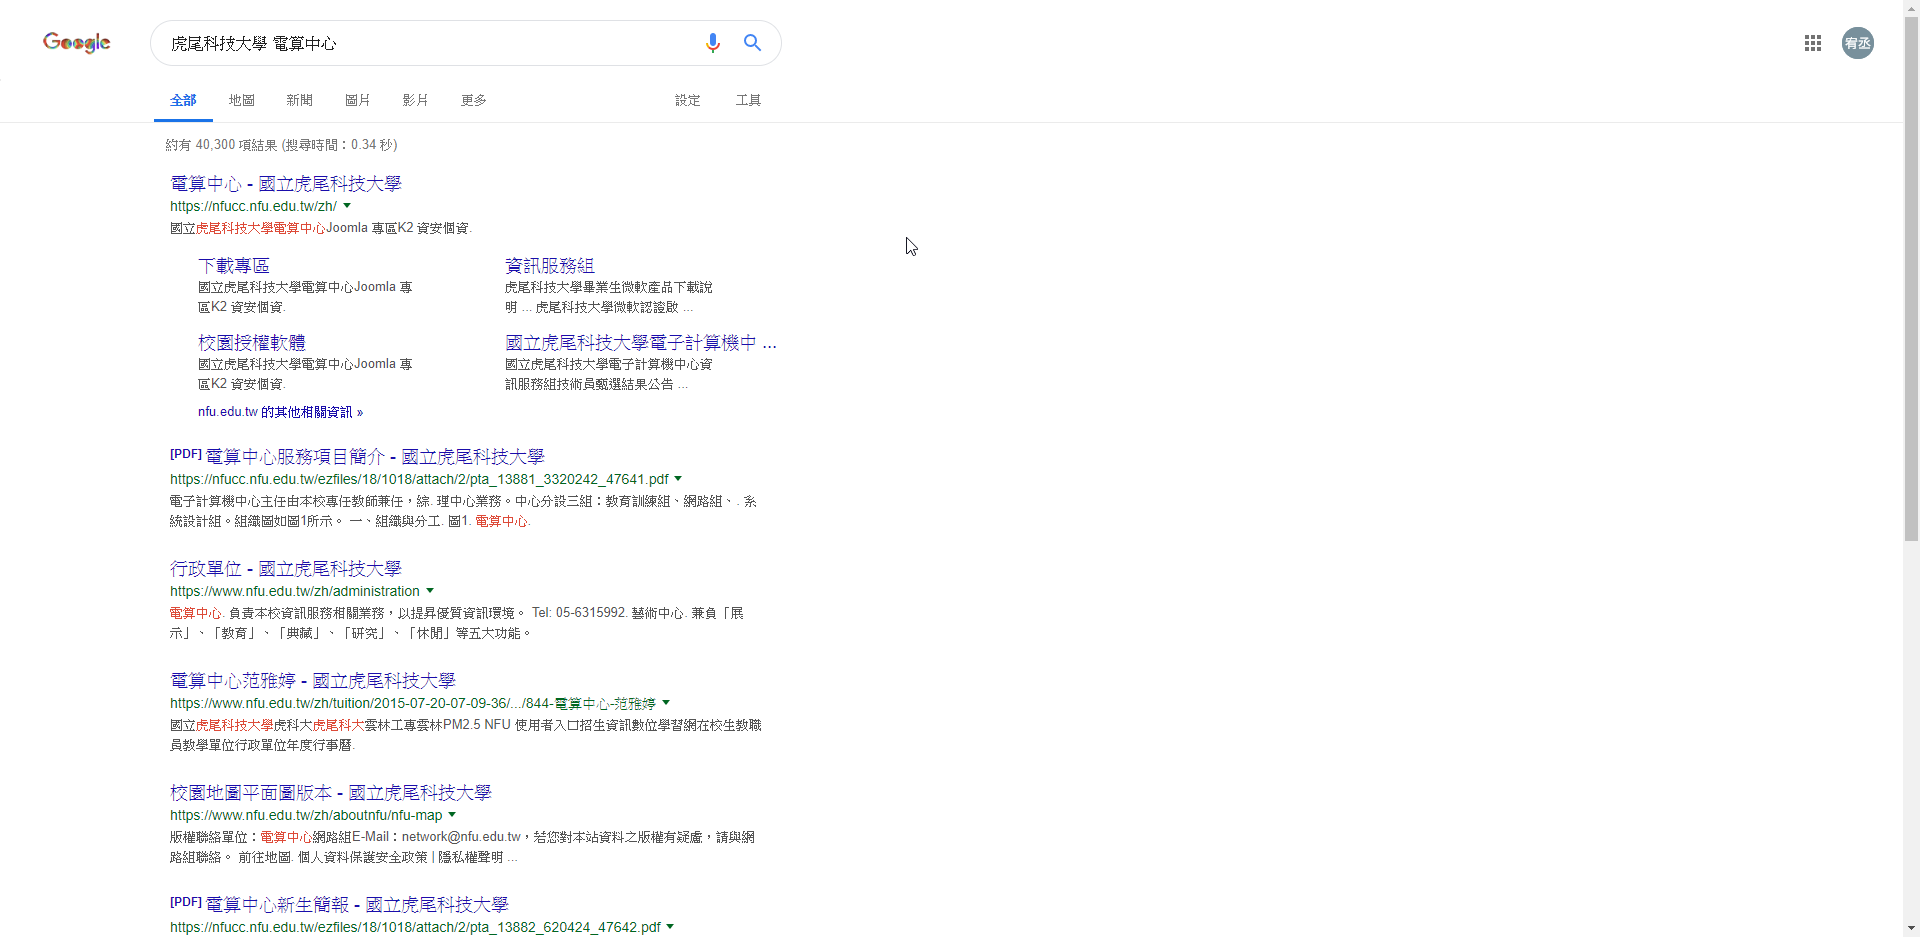 Google
虎尾科技大學 電算中心
宥丞
全部 地圖 新聞 圖片 影片 更多 設定 工具
約有 40,300 項結果 (搜尋時間：0.34 秒)
電算中心 - 國立虎尾科技大學
https://nfucc.nfu.edu.tw/zh/
國立虎尾科技大學電算中心Joomla 專區K2 資安個資.
下載專區
國立虎尾科技大學電算中心Joomla 專
區K2 資安個資.
資訊服務組
虎尾科技大學畢業生微軟產品下載說
明 ... 虎尾科技大學微軟認證啟 ...
校園授權軟體
國立虎尾科技大學電算中心Joomla 專
區K2 資安個資.
國立虎尾科技大學電子計算機中 ...
國立虎尾科技大學電子計算機中心資
訊服務組技術員甄選結果公告 ...
nfu.edu.tw 的其他相關資訊 »
[PDF] 電算中心服務項目簡介 - 國立虎尾科技大學
https://nfucc.nfu.edu.tw/ezfiles/18/1018/attach/2/pta_13881_3320242_47641.pdf
電子計算機中心主任由本校專任教師兼任，綜. 理中心業務。中心分設三組：教育訓練組、網路組、. 系
統設計組。組織圖如圖1所示。 一、組織與分工. 圖1. 電算中心.
行政單位 - 國立虎尾科技大學
https://www.nfu.edu.tw/zh/administration
電算中心. 負責本校資訊服務相關業務，以提昇優質資訊環境。 Tel: 05-6315992. 藝術中心. 兼負「展
示」、「教育」、「典藏」、「研究」、「休閒」等五大功能。
電算中心范雅婷 - 國立虎尾科技大學
https://www.nfu.edu.tw/zh/tuition/2015-07-20-07-09-36/.../844-電算中心-范雅婷
國立虎尾科技大學虎科大虎尾科大雲林工專雲林PM2.5 NFU 使用者入口招生資訊數位學習網在校生教職
員教學單位行政單位年度行事曆.
校園地圖平面圖版本 - 國立虎尾科技大學
https://www.nfu.edu.tw/zh/aboutnfu/nfu-map
版權聯絡單位：電算中心網路組E-Mail：network@nfu.edu.tw，若您對本站資料之版權有疑慮，請與網
路組聯絡。 前往地圖. 個人資料保護安全政策 | 隱私權聲明 ...
[PDF] 電算中心新生簡報 - 國立虎尾科技大學
https://nfucc.nfu.edu.tw/ezfiles/18/1018/attach/2/pta_13882_620424_47642.pdf